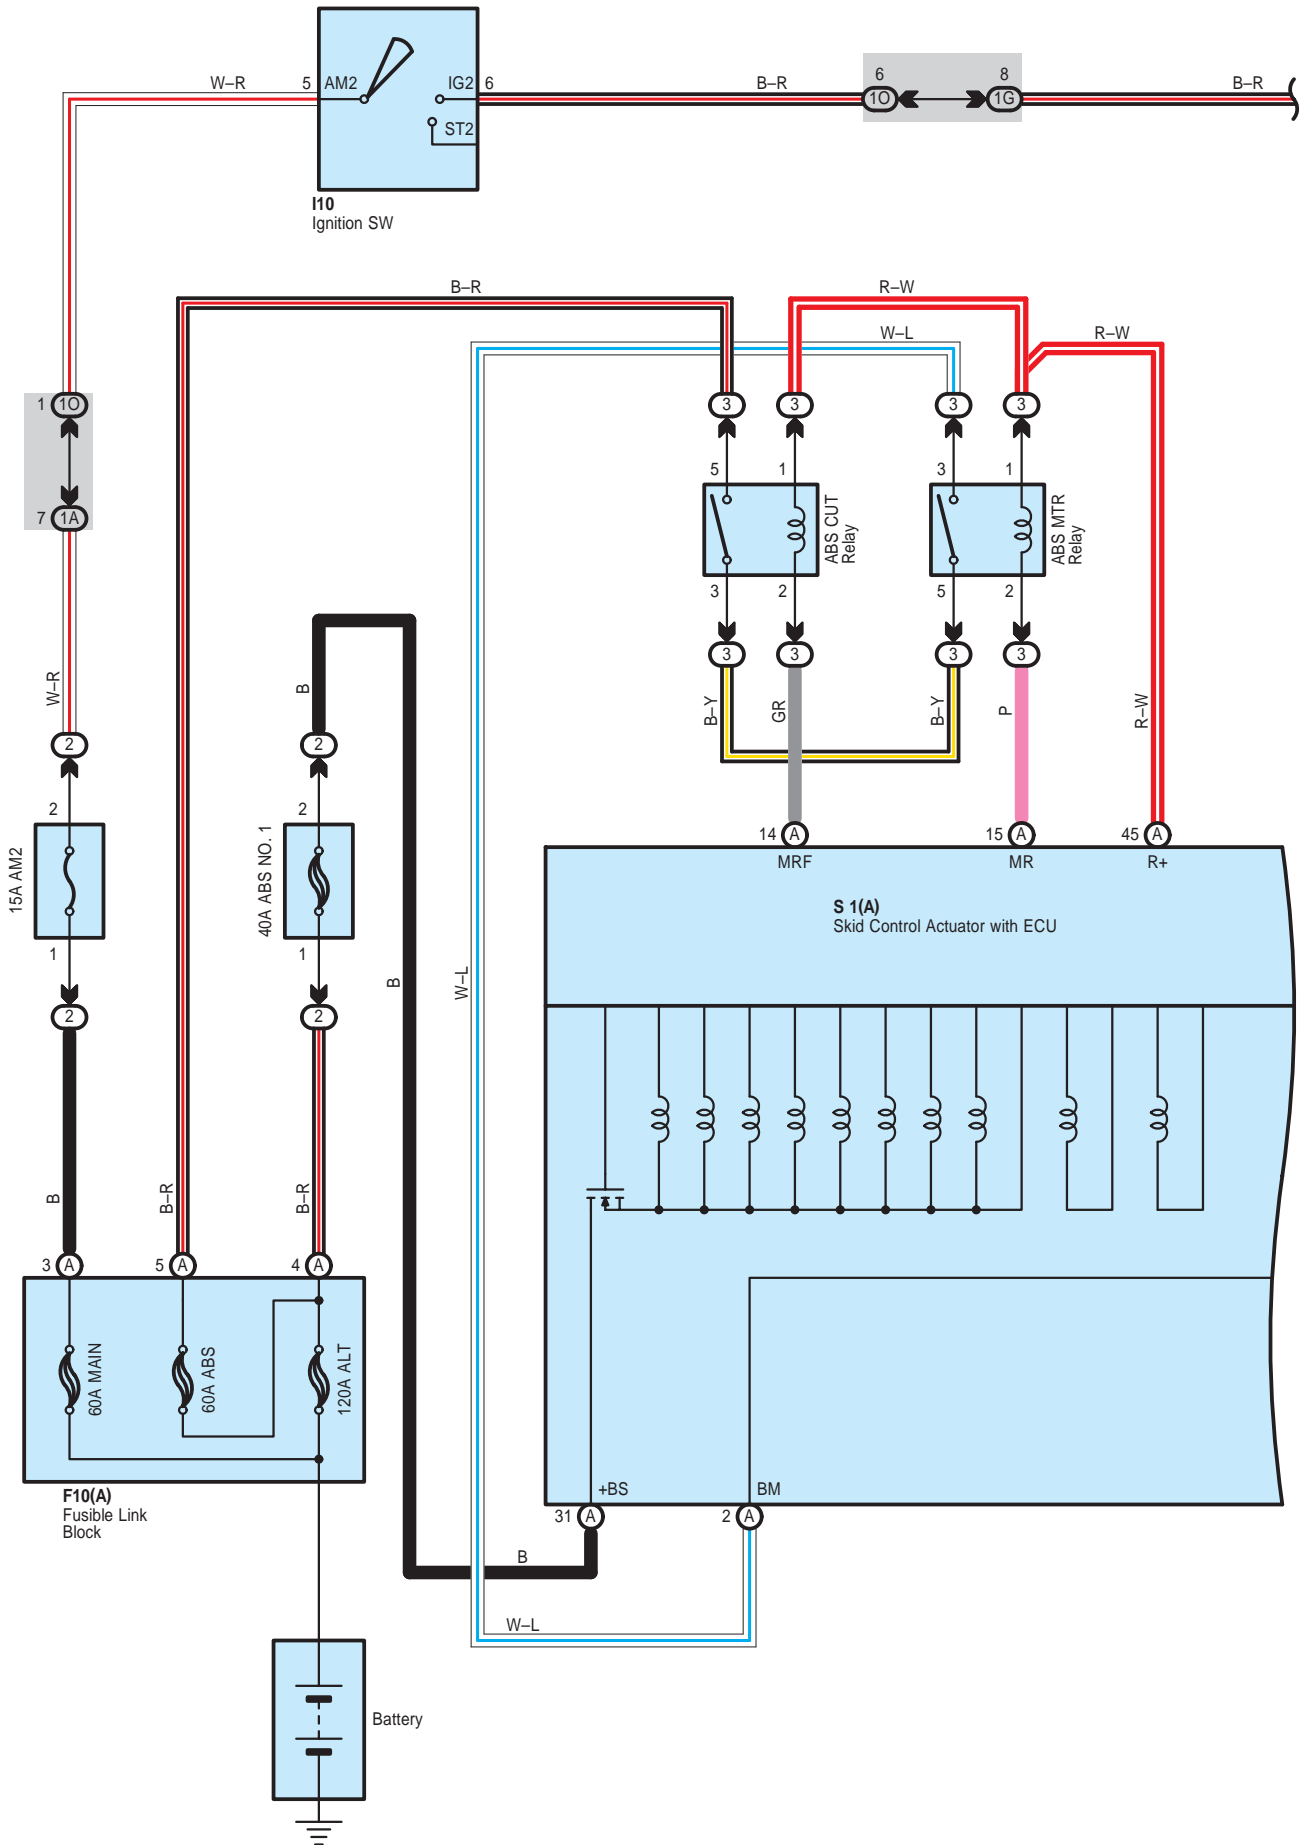 W–R
5
AM2
IG2
6
B–R
6
8
B–R
1O
1G
ST2
I10
Ignition SW
B–R
R–W
W–L
R–W
1
1O
3
3
3
3
5
1
3
1
7
1A
ABS CUT
Relay
ABS MTR
Relay
3
2
5
2
3
3
3
3
W–R
B
B–Y
GR
B–Y
P
R–W
2
2
2
2
15A AM2
40A ABS NO. 1
14
A
15
A
45
A
MRF
MR
R+
S 1(A)
Skid Control Actuator with ECU
1
1
B
W–L
2
2
B
B–R
B–R
3
A
5
A
4
A
60A MAIN
60A ABS
120A ALT
F10(A)
Fusible Link
Block
+BS
BM
31
A
2
A
B
W–L
Battery